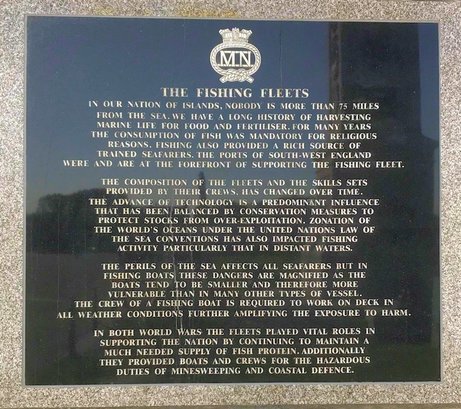 MN
THE FISHING FLEETS
IN OUR NATION OF ISLANDS, NOBODY IS MORE THAN 75 MILES
FROM THE SEA. WE HAVE A LONG HISTORY OF HARVESTING
MARINE LIFE FOR FOOD AND FERTILISER. FOR MANY YEARS
THE CONSUMPTION OF FISH WAS MANDATORY FOR RELIGIOUS
REASONS. FISHING ALSO PROVIDED A RICH SOURCE OF
TRAINED SEAFARERS. THE PORTS OF SOUTH-WEST ENGLAND
WERE AND ARE AT THE FOREFRONT OF SUPPORTING THE FISHING FLEET.
THE COMPOSITION OF THE FLEETS AND THE SKILLS SETS
PROVIDED BY THEIR CREWS, HAS CHANGED OVER TIME.
THE ADVANCE OF TECHNOLOGY IS A PREDOMINANT INFLUENCE
THAT HAS BEEN BALANCED BY CONSERVATION MEASURES TO
PROTECT STOCKS FROM OVER-EXPLOITATION. ZONATION OF
THE WORLD'S OCEANS UNDER THE UNITED NATIONS LAW OF
THE SEA CONVENTIONS HAS ALSO IMPACTED FISHING
ACTIVITY PARTICULARLY THAT IN DISTANT WATERS.
THE PERILS OF THE SEA AFFECTS ALL SEAFARERS BUT IN
FISHING BOATS THESE DANGERS ARE MAGNIFIED AS THE
BOATS TEND TO BE SMALLER AND THEREFORE MORE
VULNERABLE THAN IN MANY OTHER TYPES OF VESSEL.
THE CREW OF A FISHING BOAT IS REQUIRED TO WORK ON DECK IN
ALL WEATHER CONDITIONS FURTHER AMPLIFYING THE EXPOSURE TO HARM.
IN BOTH WORLD WARS THE FLEETS PLAYED VITAL ROLES IN
SUPPORTING THE NATION BY CONTINUING TO MAINTAIN A
MUCH NEEDED SUPPLY OF FISH PROTEIN. ADDITIONALLY
THEY PROVIDED BOATS AND CREWS FOR THE HAZARDOUS
DUTIES OF MINESWEEPING AND COASTAL DEFENCE.